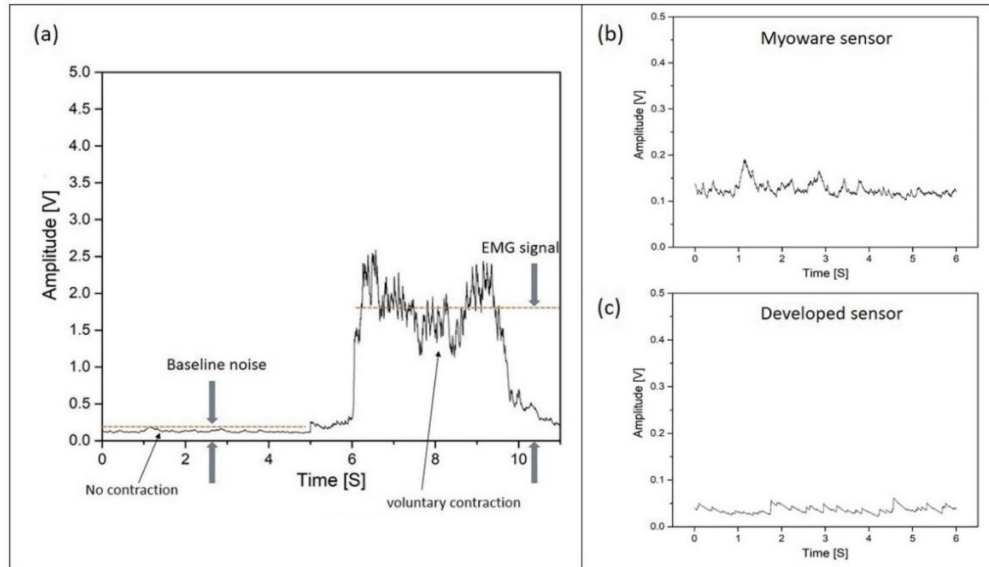 (a)
5.0
4.5
4.0
3.5
3.0
2.5
2.0
1.5
1.0
0.5
0.0
Amplitude [V]
EMG signal
Baseline noise
0 2 4 6 8 10
Time [S]
No contraction
voluntary contraction
(b)
Myoware sensor
0.5
0.4
0.3
0.2
0.1
0.0
Amplitude [V]
0 1 2 3 4 5 6
Time [S]
(c)
Developed sensor
0.5
0.4
0.3
0.2
0.1
0.0
Amplitude [V]
0 1 2 3 4 5 6
Time [S]